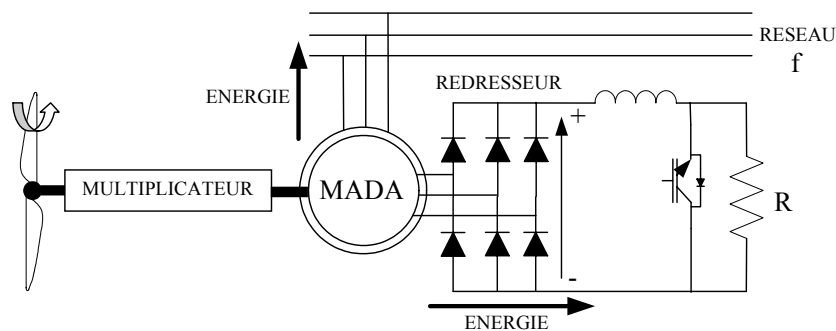 RESEAU
f
REDRESSEUR
ENERGIE
+
MULTIPLICATEUR
MADA
R
-
ENERGIE